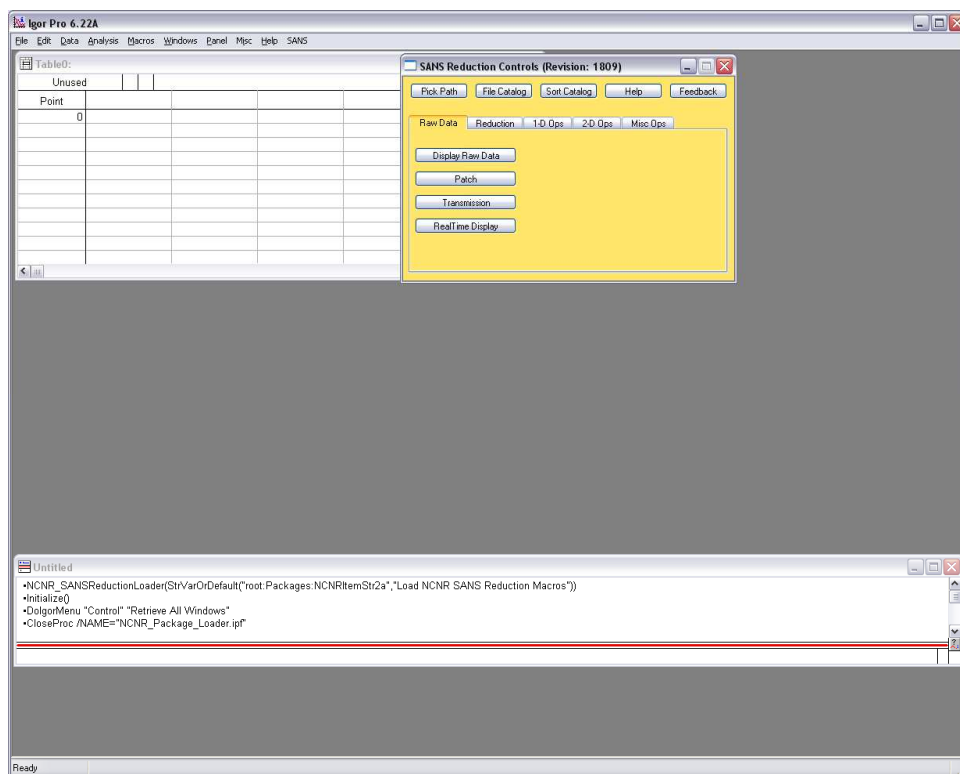 Igor Pro 6.22A
File Edit Data Analysis Macros Windows Panel Misc Help SANS
Table0:
Unused
Point
0
SANS Reduction Controls (Revision: 1809)
Pick Path File Catalog Sort Catalog Help Feedback
Raw Data Reduction 1-D Ops 2-D Ops Misc Ops
Display Raw Data
Patch
Transmission
RealTime Display
Untitled
•NCNR_SANSReductionLoader(StrVarOrDefault("root:Packages:NCNRItemStr2a","Load NCNR SANS Reduction Macros"))
•Initialize()
•DoIgorMenu "Control" "Retrieve All Windows"
•CloseProc /NAME="NCNR_Package_Loader.ipf"
Ready